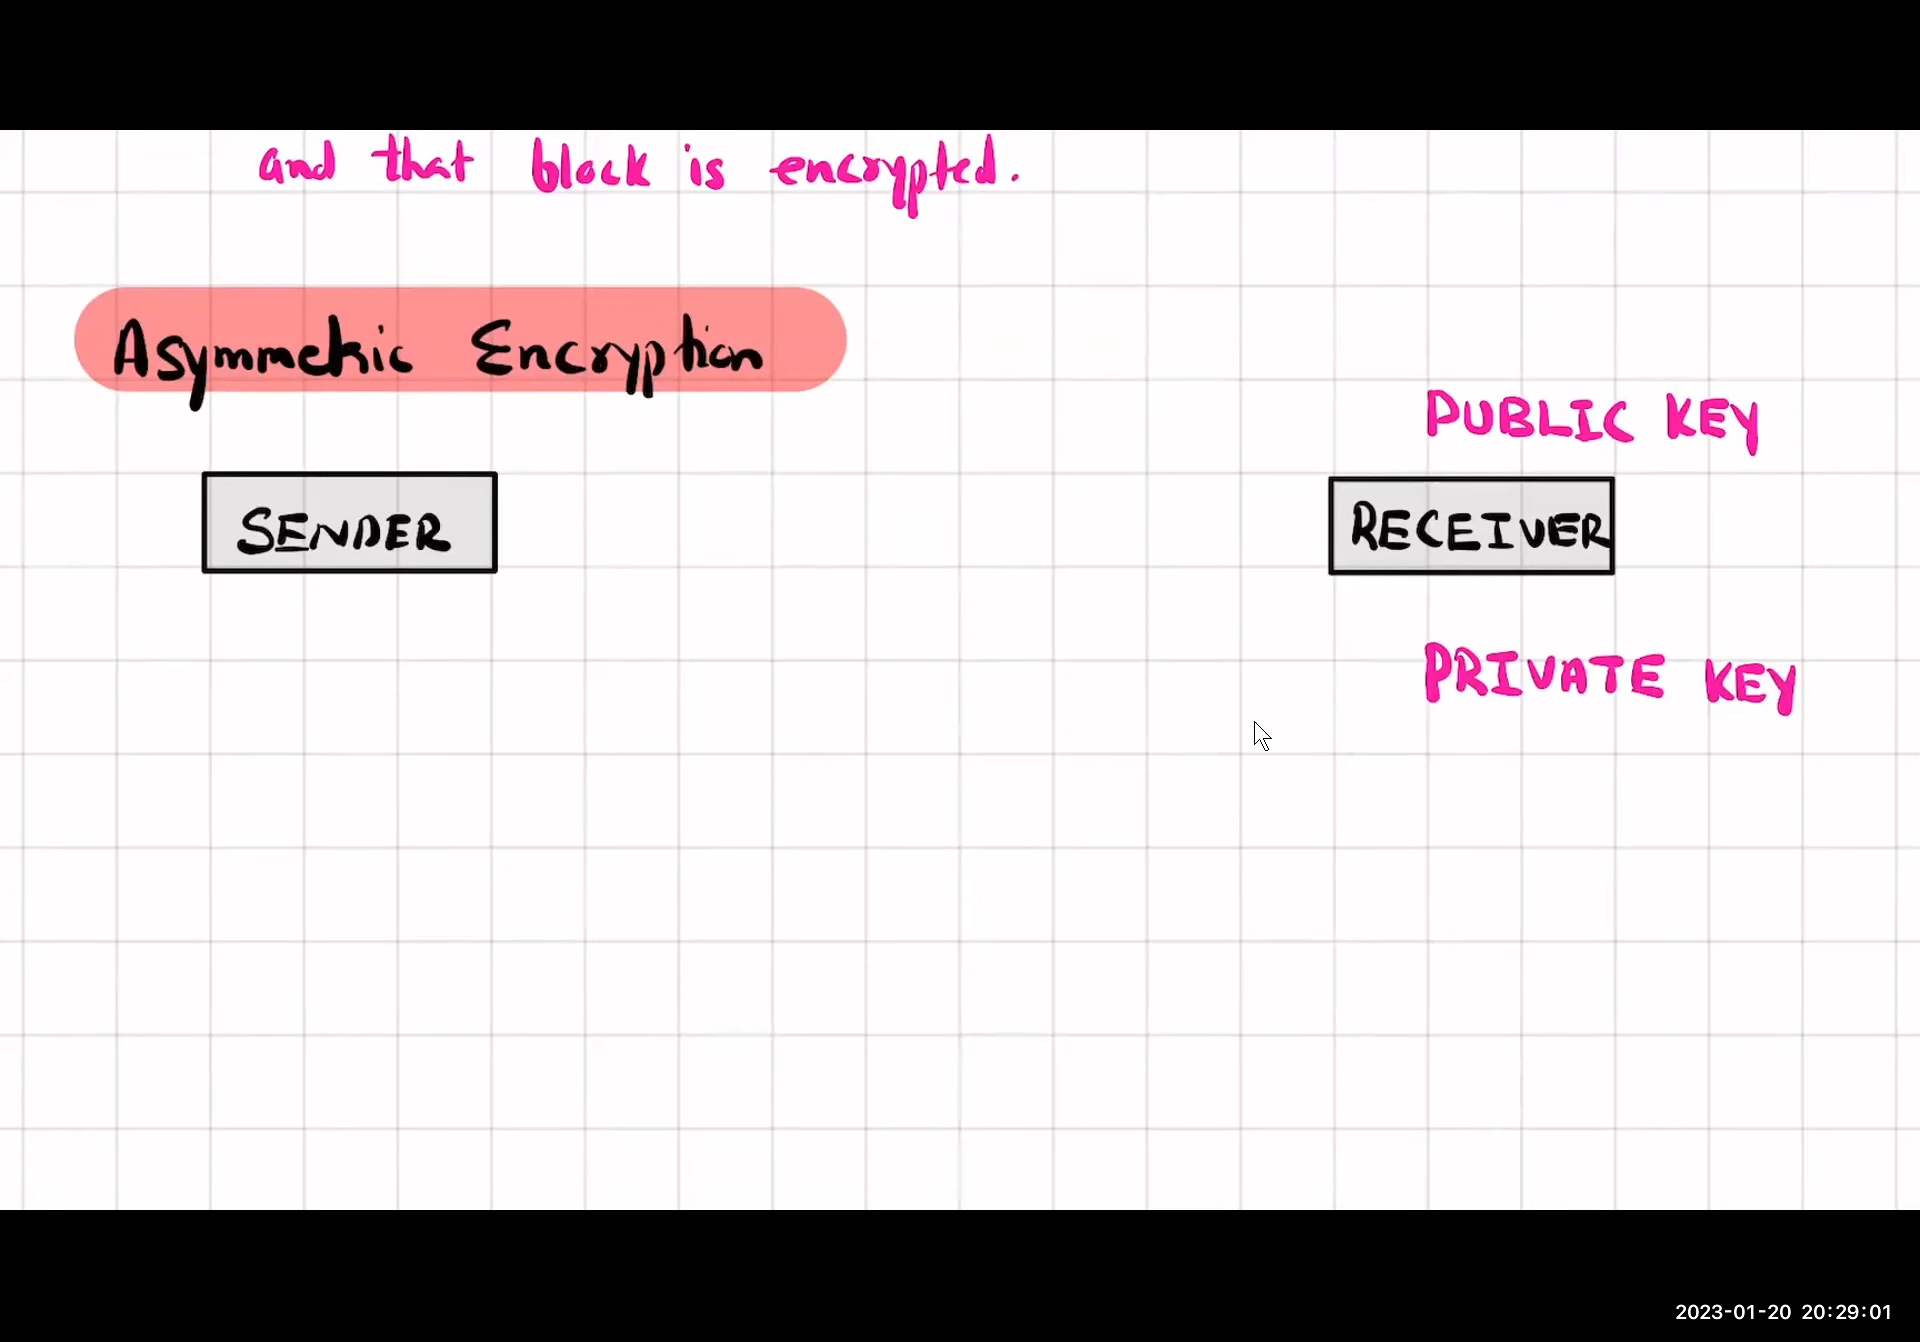 and that block is encrypted.
Asymmetric Encryption
PUBLIC KEY
SENDER
RECEIVER
PRIVATE KEY
2023-01-20 20:29:01